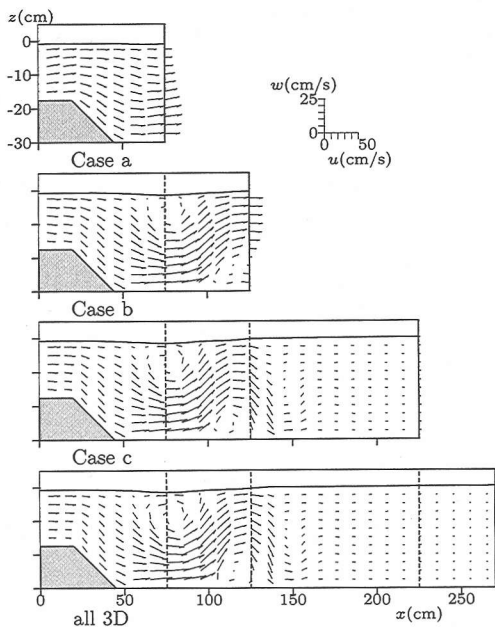 z(cm)
0
-10
-20
-30
w(cm/s)
25
0
0 50
u(cm/s)
Case a
Case b
Case c
0 50 100 150 200 250
all 3D x(cm)